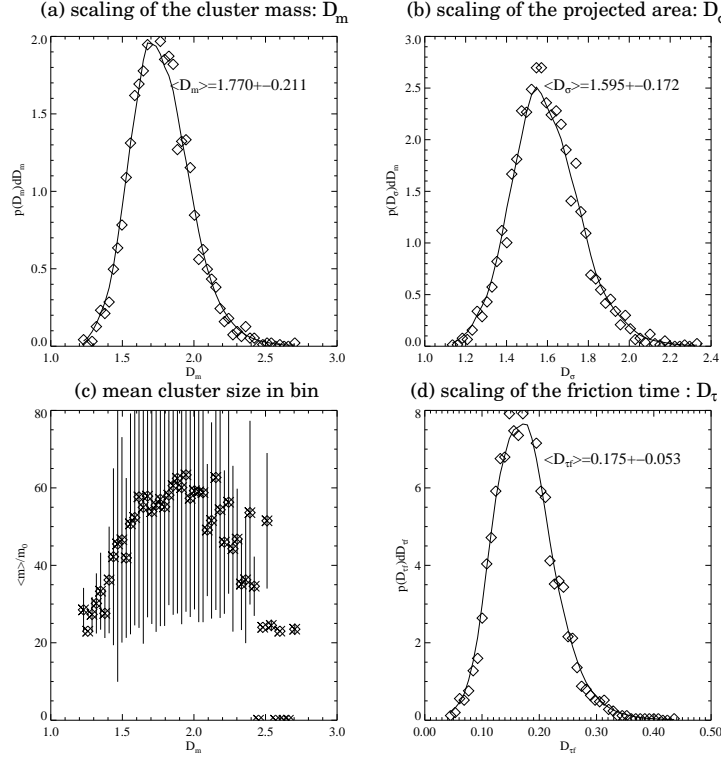 (a) scaling of the cluster mass: D_m
2.0
1.5
1.0
0.5
0.0
p(D_m)dD_m
<D_m>=1.770+-0.211
1.0 1.5 2.0 2.5 3.0
D_m
(b) scaling of the projected area: D_σ
3.0
2.5
2.0
1.5
1.0
0.5
0.0
p(D_σ)dD_m
<D_σ>=1.595+-0.172
1.0 1.2 1.4 1.6 1.8 2.0 2.2 2.4
D_σ
(c) mean cluster size in bin
80
60
40
20
0
<m>/m_0
1.0 1.5 2.0 2.5 3.0
D_m
(d) scaling of the friction time : D_τ
8
6
4
2
0
p(D_τf)dD_τf
<D_τf>=0.175+-0.053
0.00 0.10 0.20 0.30 0.40 0.50
D_τf